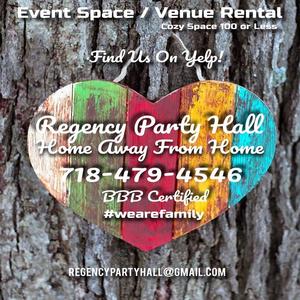 Event Space / Venue Rental
Cozy Space 100 or Less
Find Us On Yelp!
Regency Party Hall
Home Away From Home
718-479-4546
BBB Certified
#wearefamily
REGENCYPARTYHALL@GMAIL.COM